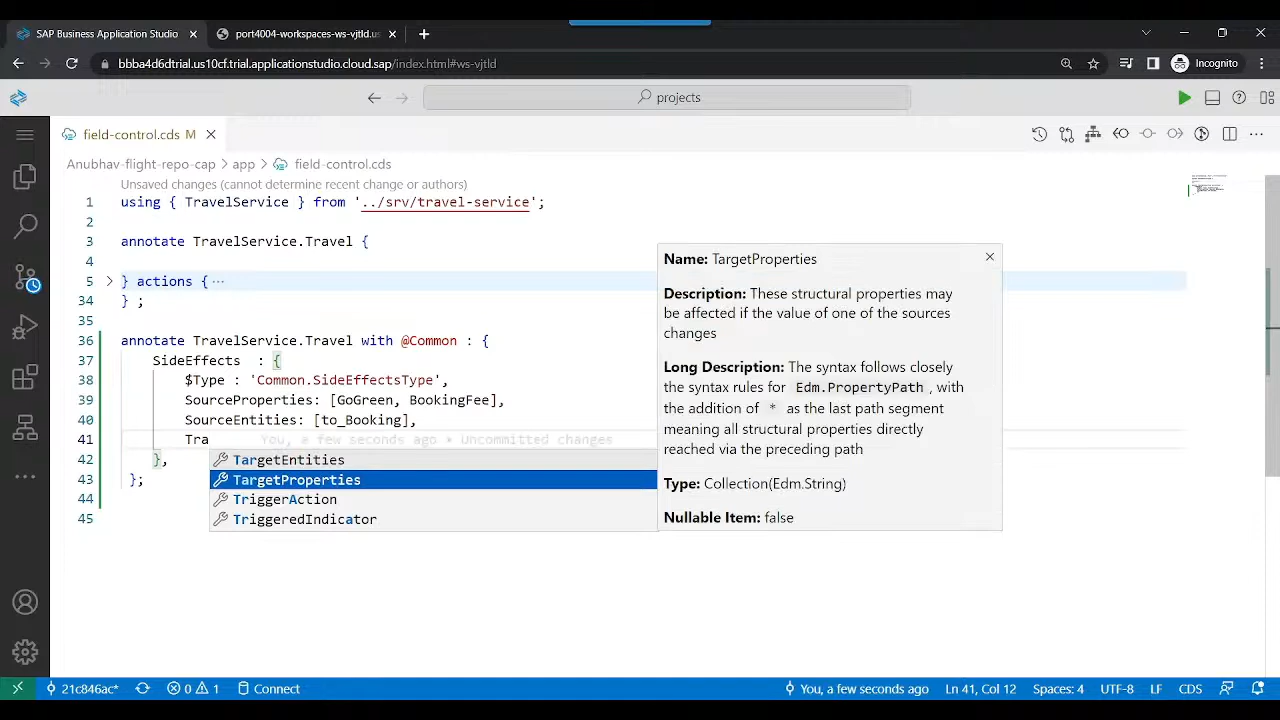 SAP Business Application Studio
port4004-workspaces-ws-vjtld.us
bbba4d6dtrial.us10cf.trial.applicationstudio.cloud.sap/index.html#ws-vjtld
Incognito
projects
field-control.cds M
Anubhav-flight-repo-cap > app > field-control.cds
Unsaved changes (cannot determine recent change or authors)
1 using { TravelService } from '../srv/travel-service';
2
3 annotate TravelService.Travel {
4
5 } actions { ···
34 } ;
35
36 annotate TravelService.Travel with @Common : {
37 SideEffects : {
38 $Type : 'Common.SideEffectsType',
39 SourceProperties: [GoGreen, BookingFee],
40 SourceEntities: [to_Booking],
41 Tra You, a few seconds ago • Uncommitted changes
42 },
43 };
44
45
TargetEntities
TargetProperties
TriggerAction
TriggeredIndicator
Name: TargetProperties
Description: These structural properties may
be affected if the value of one of the sources
changes
Long Description: The syntax follows closely
the syntax rules for Edm.PropertyPath, with
the addition of * as the last path segment
meaning all structural properties directly
reached via the preceding path
Type: Collection(Edm.String)
Nullable Item: false
21c846ac* 0 1 Connect You, a few seconds ago Ln 41, Col 12 Spaces: 4 UTF-8 LF CDS